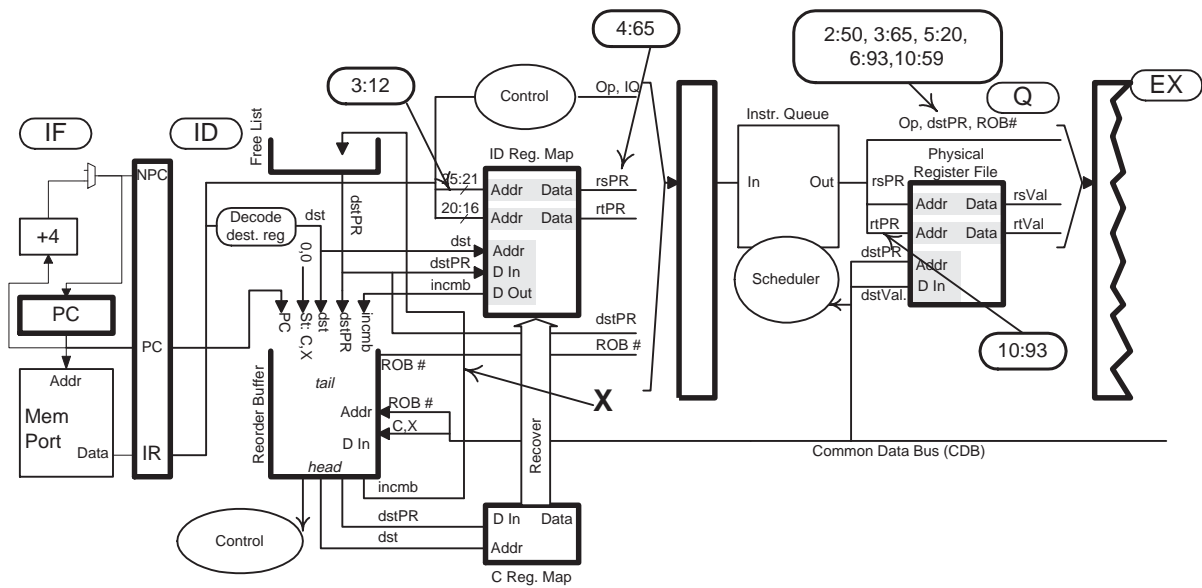 4:65
2:50, 3:65, 5:20,
6:93,10:59
3:12
Control
Op, IQ
Q
EX
IF
ID
Free List
Instr. Queue
Op, dstPR, ROB#
ID Reg. Map
Physical
Register File
NPC
25:21
Addr
Data
rsPR
In
Out
rsPR
Addr
Data
rsVal
20:16
Addr
Data
rtPR
rtPR
Addr
Data
rtVal
+4
Decode
dest. reg
dst
dstPR
dst
Addr
dstPR
D In
incmb
D Out
Scheduler
dstPR
Addr
dstVal.
D In
0,0
PC
PC
St: C,X
dst
dstPR
incmb
dstPR
ROB #
10:93
PC
Addr
Mem
Port
Data
IR
Reorder Buffer
tail
ROB #
Addr
ROB #
C,X
D In
X
Recover
Common Data Bus (CDB)
head
incmb
Control
dstPR
D In
Data
dst
Addr
C Reg. Map